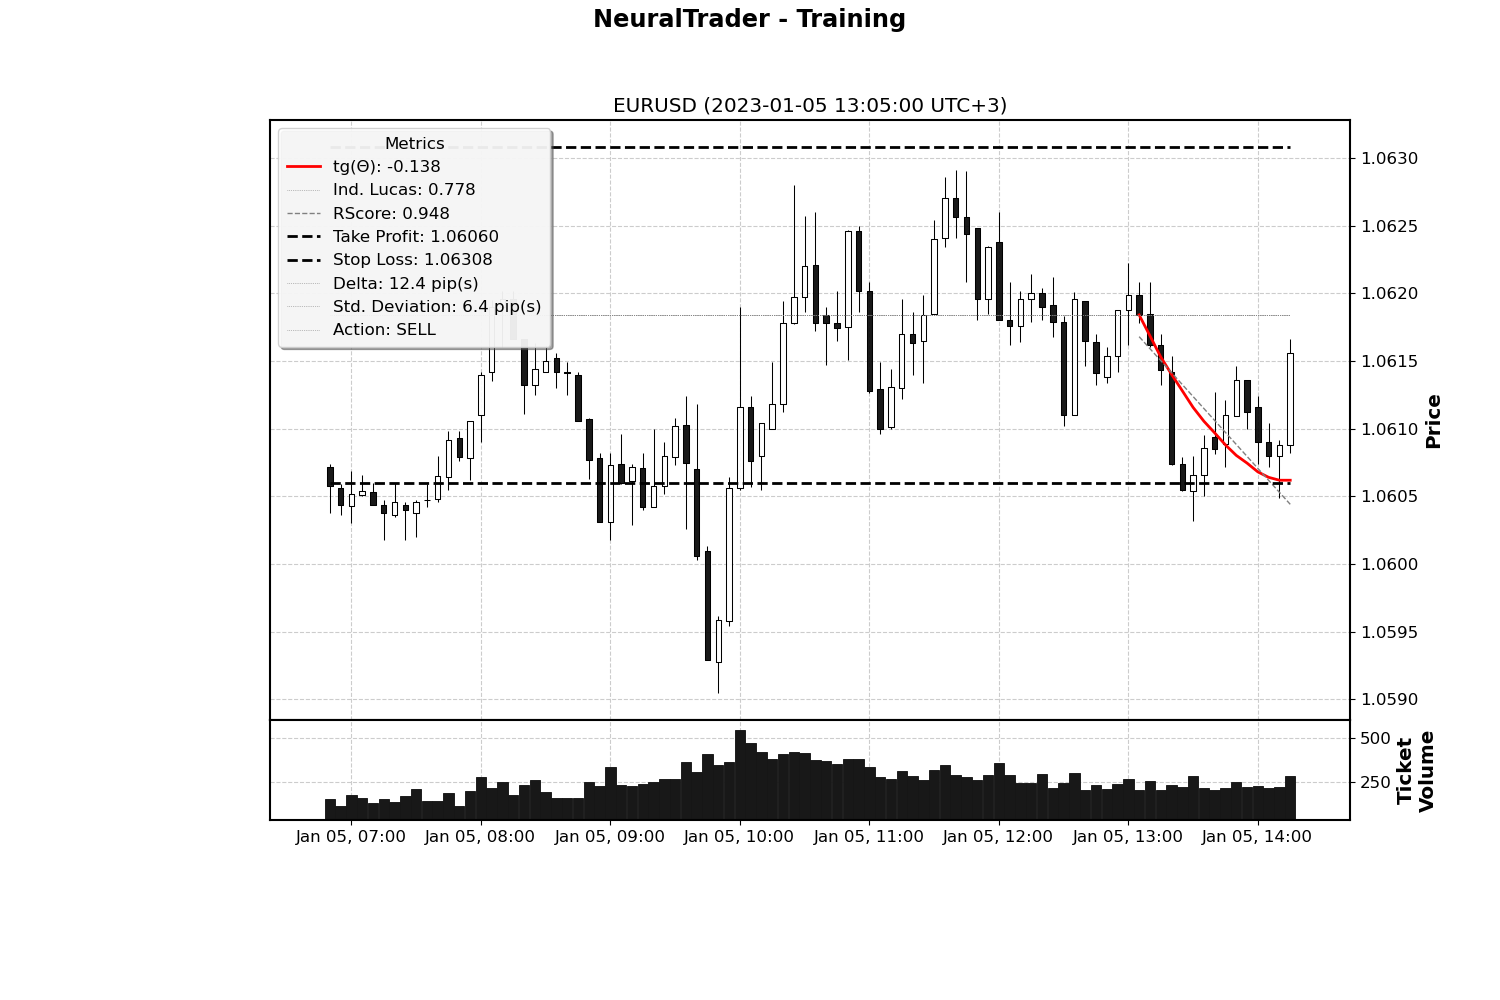 NeuralTrader - Training
EURUSD (2023-01-05 13:05:00 UTC+3)
Metrics
tg(Θ): -0.138
Ind. Lucas: 0.778
RScore: 0.948
Take Profit: 1.06060
Stop Loss: 1.06308
Delta: 12.4 pip(s)
Std. Deviation: 6.4 pip(s)
Action: SELL
1.0630
1.0625
1.0620
1.0615
1.0610
1.0605
1.0600
1.0595
1.0590
Price
500
250
Ticket
Volume
Jan 05, 07:00
Jan 05, 08:00
Jan 05, 09:00
Jan 05, 10:00
Jan 05, 11:00
Jan 05, 12:00
Jan 05, 13:00
Jan 05, 14:00